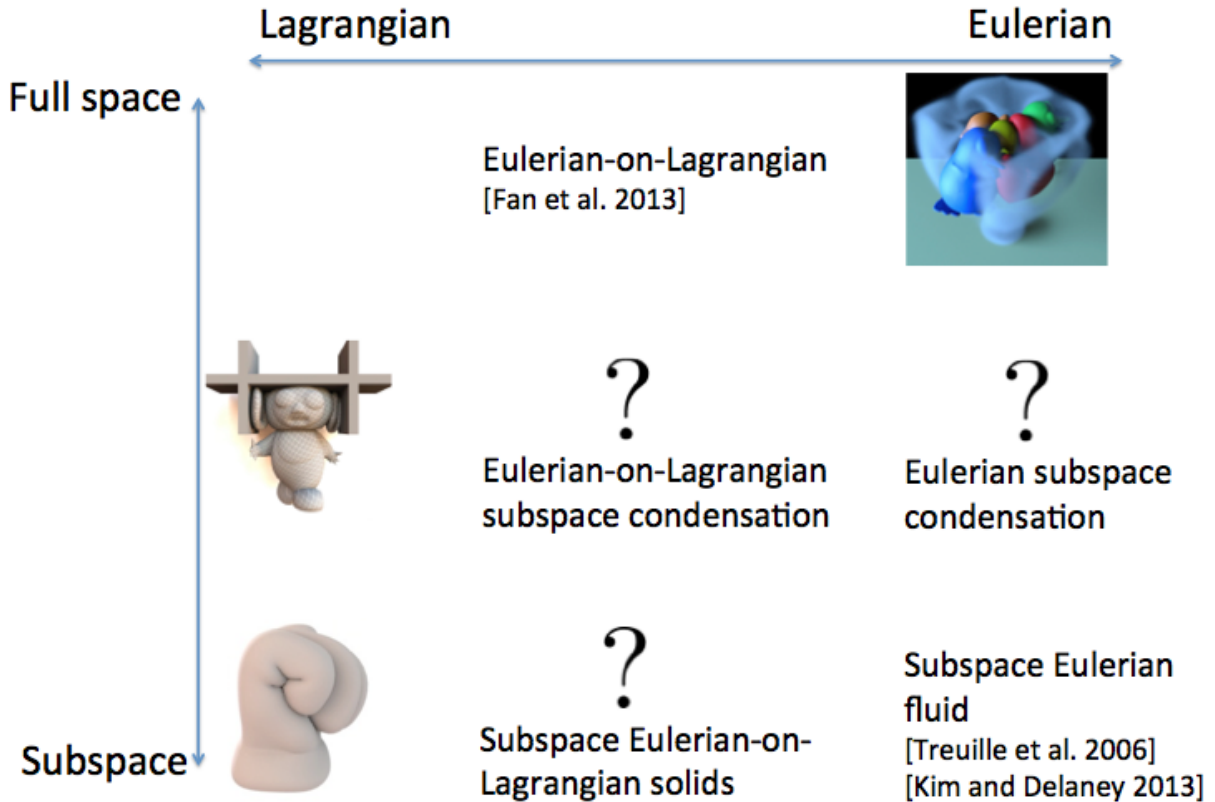 Lagrangian
Eulerian
Full space
Eulerian-on-Lagrangian
[Fan et al. 2013]
?
?
Eulerian-on-Lagrangian
subspace condensation
Eulerian subspace
condensation
?
Subspace Eulerian-on-
Lagrangian solids
Subspace Eulerian
fluid
[Treuille et al. 2006]
[Kim and Delaney 2013]
Subspace